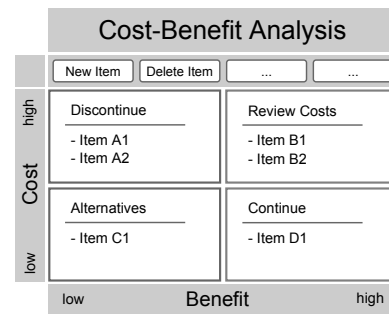 Cost-Benefit Analysis
New Item Delete Item ... ...
high
Cost
low
Discontinue
- Item A1
- Item A2
Review Costs
- Item B1
- Item B2
Alternatives
- Item C1
Continue
- Item D1
low Benefit high